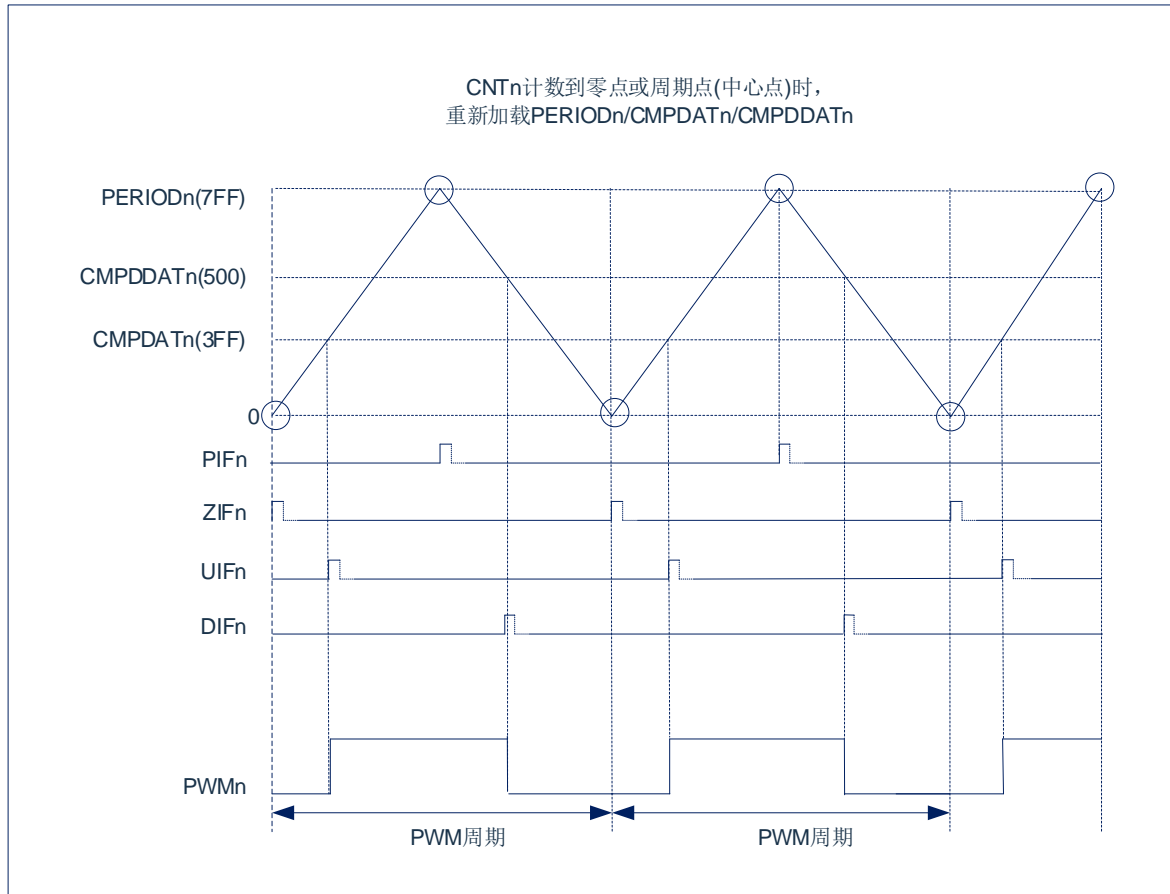 CNTn计数到零点或周期点(中心点)时，
重新加载PERIODn/CMPDATn/CMPDDATn
PERIODn(7FF)
CMPDDATn(500)
CMPDATn(3FF)
0
PIFn
ZIFn
UIFn
DIFn
PWMn
PWM周期
PWM周期